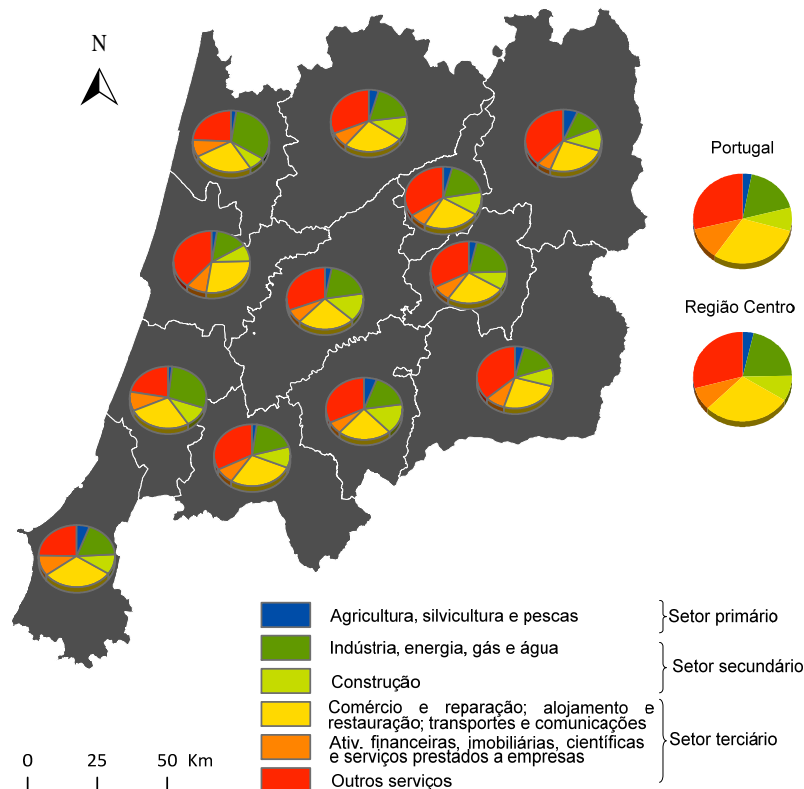 N
Portugal
Região Centro
Agricultura, silvicultura e pescas
Setor primário
Indústria, energia, gás e água
Construção
Setor secundário
Comércio e reparação; alojamento e
restauração; transportes e comunicações
Ativ. financeiras, imobiliárias, científicas
e serviços prestados a empresas
Outros serviços
Setor terciário
0 25 50 Km